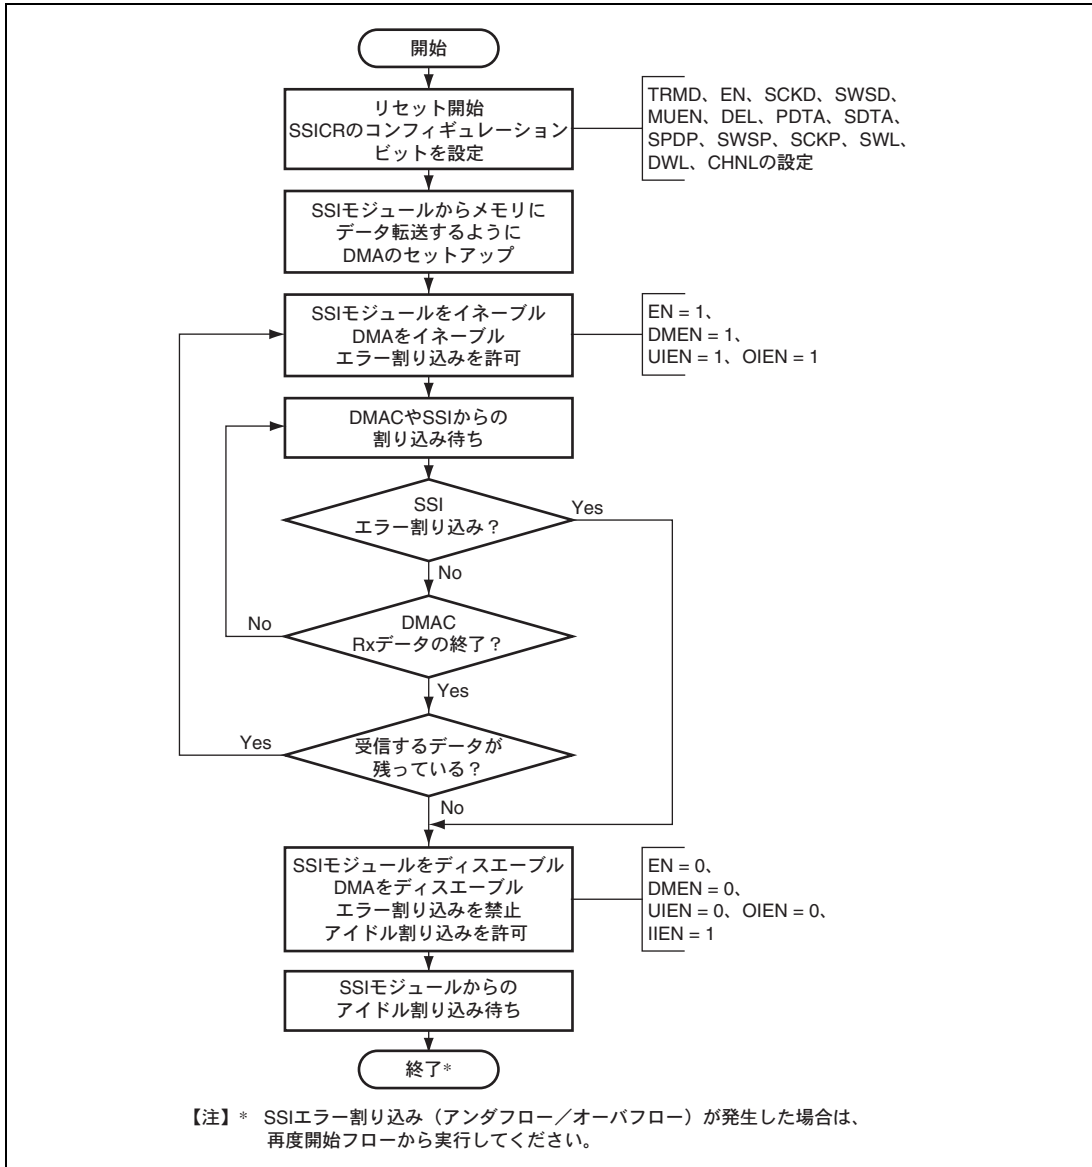 開始
リセット開始
SSICRのコンフィギュレーション
ビットを設定
TRMD、EN、SCKD、SWSD、
MUEN、DEL、PDTA、SDTA、
SPDP、SWSP、SCKP、SWL、
DWL、CHNLの設定
SSIモジュールからメモリに
データ転送するように
DMAのセットアップ
SSIモジュールをイネーブル
DMAをイネーブル
エラー割り込みを許可
EN = 1、
DMEN = 1、
UIEN = 1、OIEN = 1
DMACやSSIからの
割り込み待ち
SSI
エラー割り込み？
Yes
No
DMAC
Rxデータの終了？
No
Yes
受信するデータが
残っている？
Yes
No
SSIモジュールをディスエーブル
DMAをディスエーブル
エラー割り込みを禁止
アイドル割り込みを許可
EN = 0、
DMEN = 0、
UIEN = 0、OIEN = 0、
IIEN = 1
SSIモジュールからの
アイドル割り込み待ち
終了*
【注】* SSIエラー割り込み（アンダフロー／オーバフロー）が発生した場合は、
再度開始フローから実行してください。